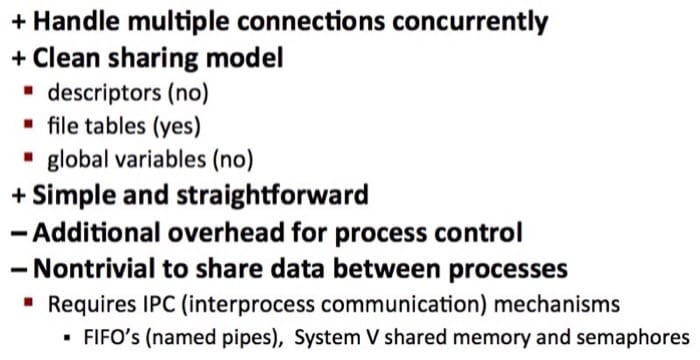 + Handle multiple connections concurrently
+ Clean sharing model
▪ descriptors (no)
▪ file tables (yes)
▪ global variables (no)
+ Simple and straightforward
– Additional overhead for process control
– Nontrivial to share data between processes
▪ Requires IPC (interprocess communication) mechanisms
▪ FIFO’s (named pipes), System V shared memory and semaphores